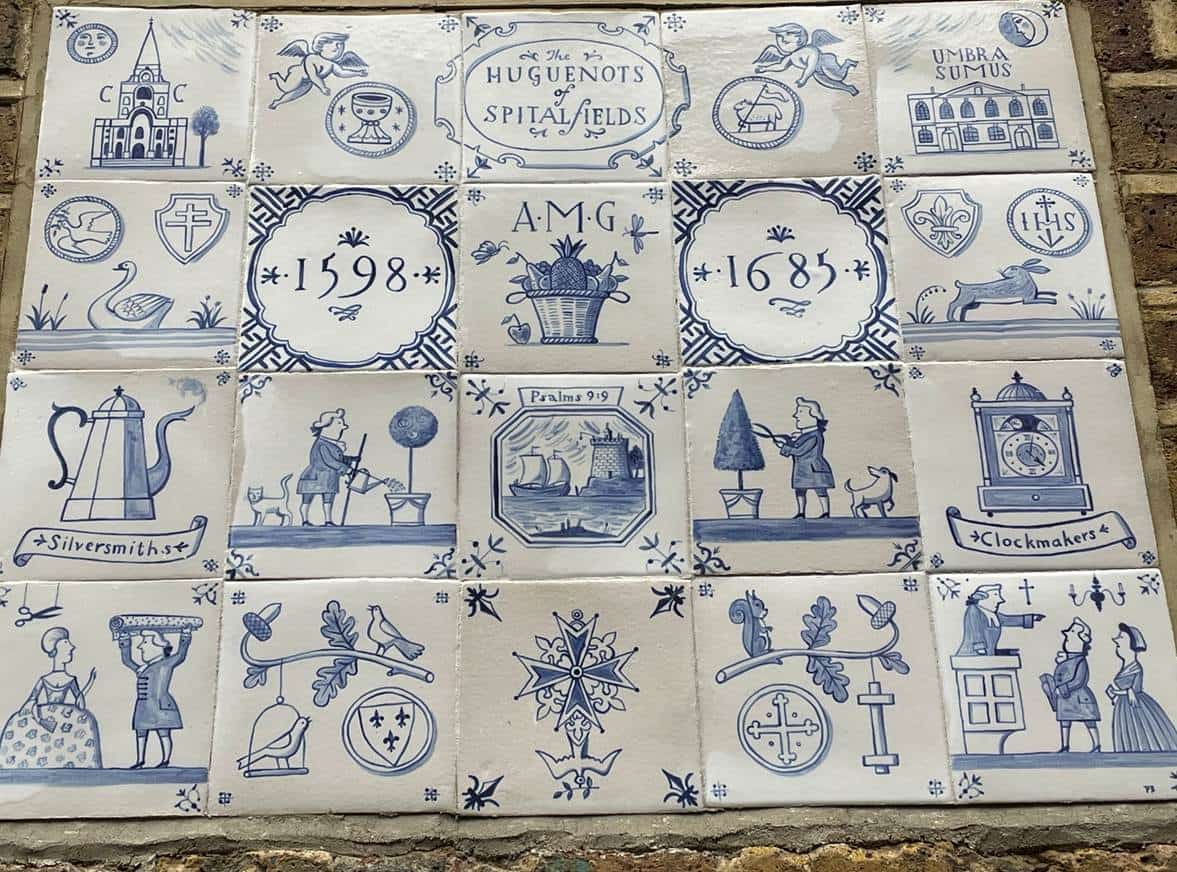 C C
The
HUGUENOTS
of
SPITALFIELDS
UMBRA
SUMUS
1598
A·M·G
1685
IHS
Psalms 9:9
Silversmiths
Clockmakers